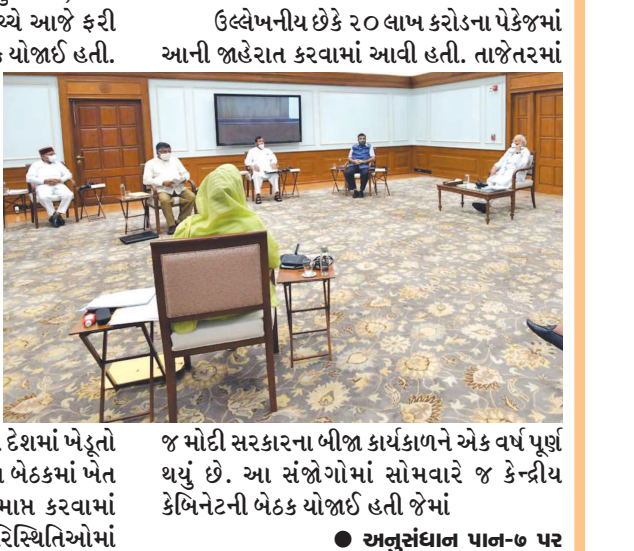 ચ્ચે આજે ફરી
યોજાઈ હતી.
દેશમાં ખેડૂતો
બેઠકમાં ખેત
કરવામાં
ઉલ્લેખનીય છેકે ૨૦ લાખ કરોડના પેકેજમાં
આની જાહેરાત કરવામાં આવી હતી. તાજેતરમાં
જ મોદી સરકારના બીજા કાર્યકાળને એક વર્ષ પૂર્ણ
થયું છે. આ સંજોગોમાં સોમવારે જ કેન્દ્રીય
કેબિનેટની બેઠક યોજાઈ હતી જેમાં
● અનુસંધાન પાન-૭ પર